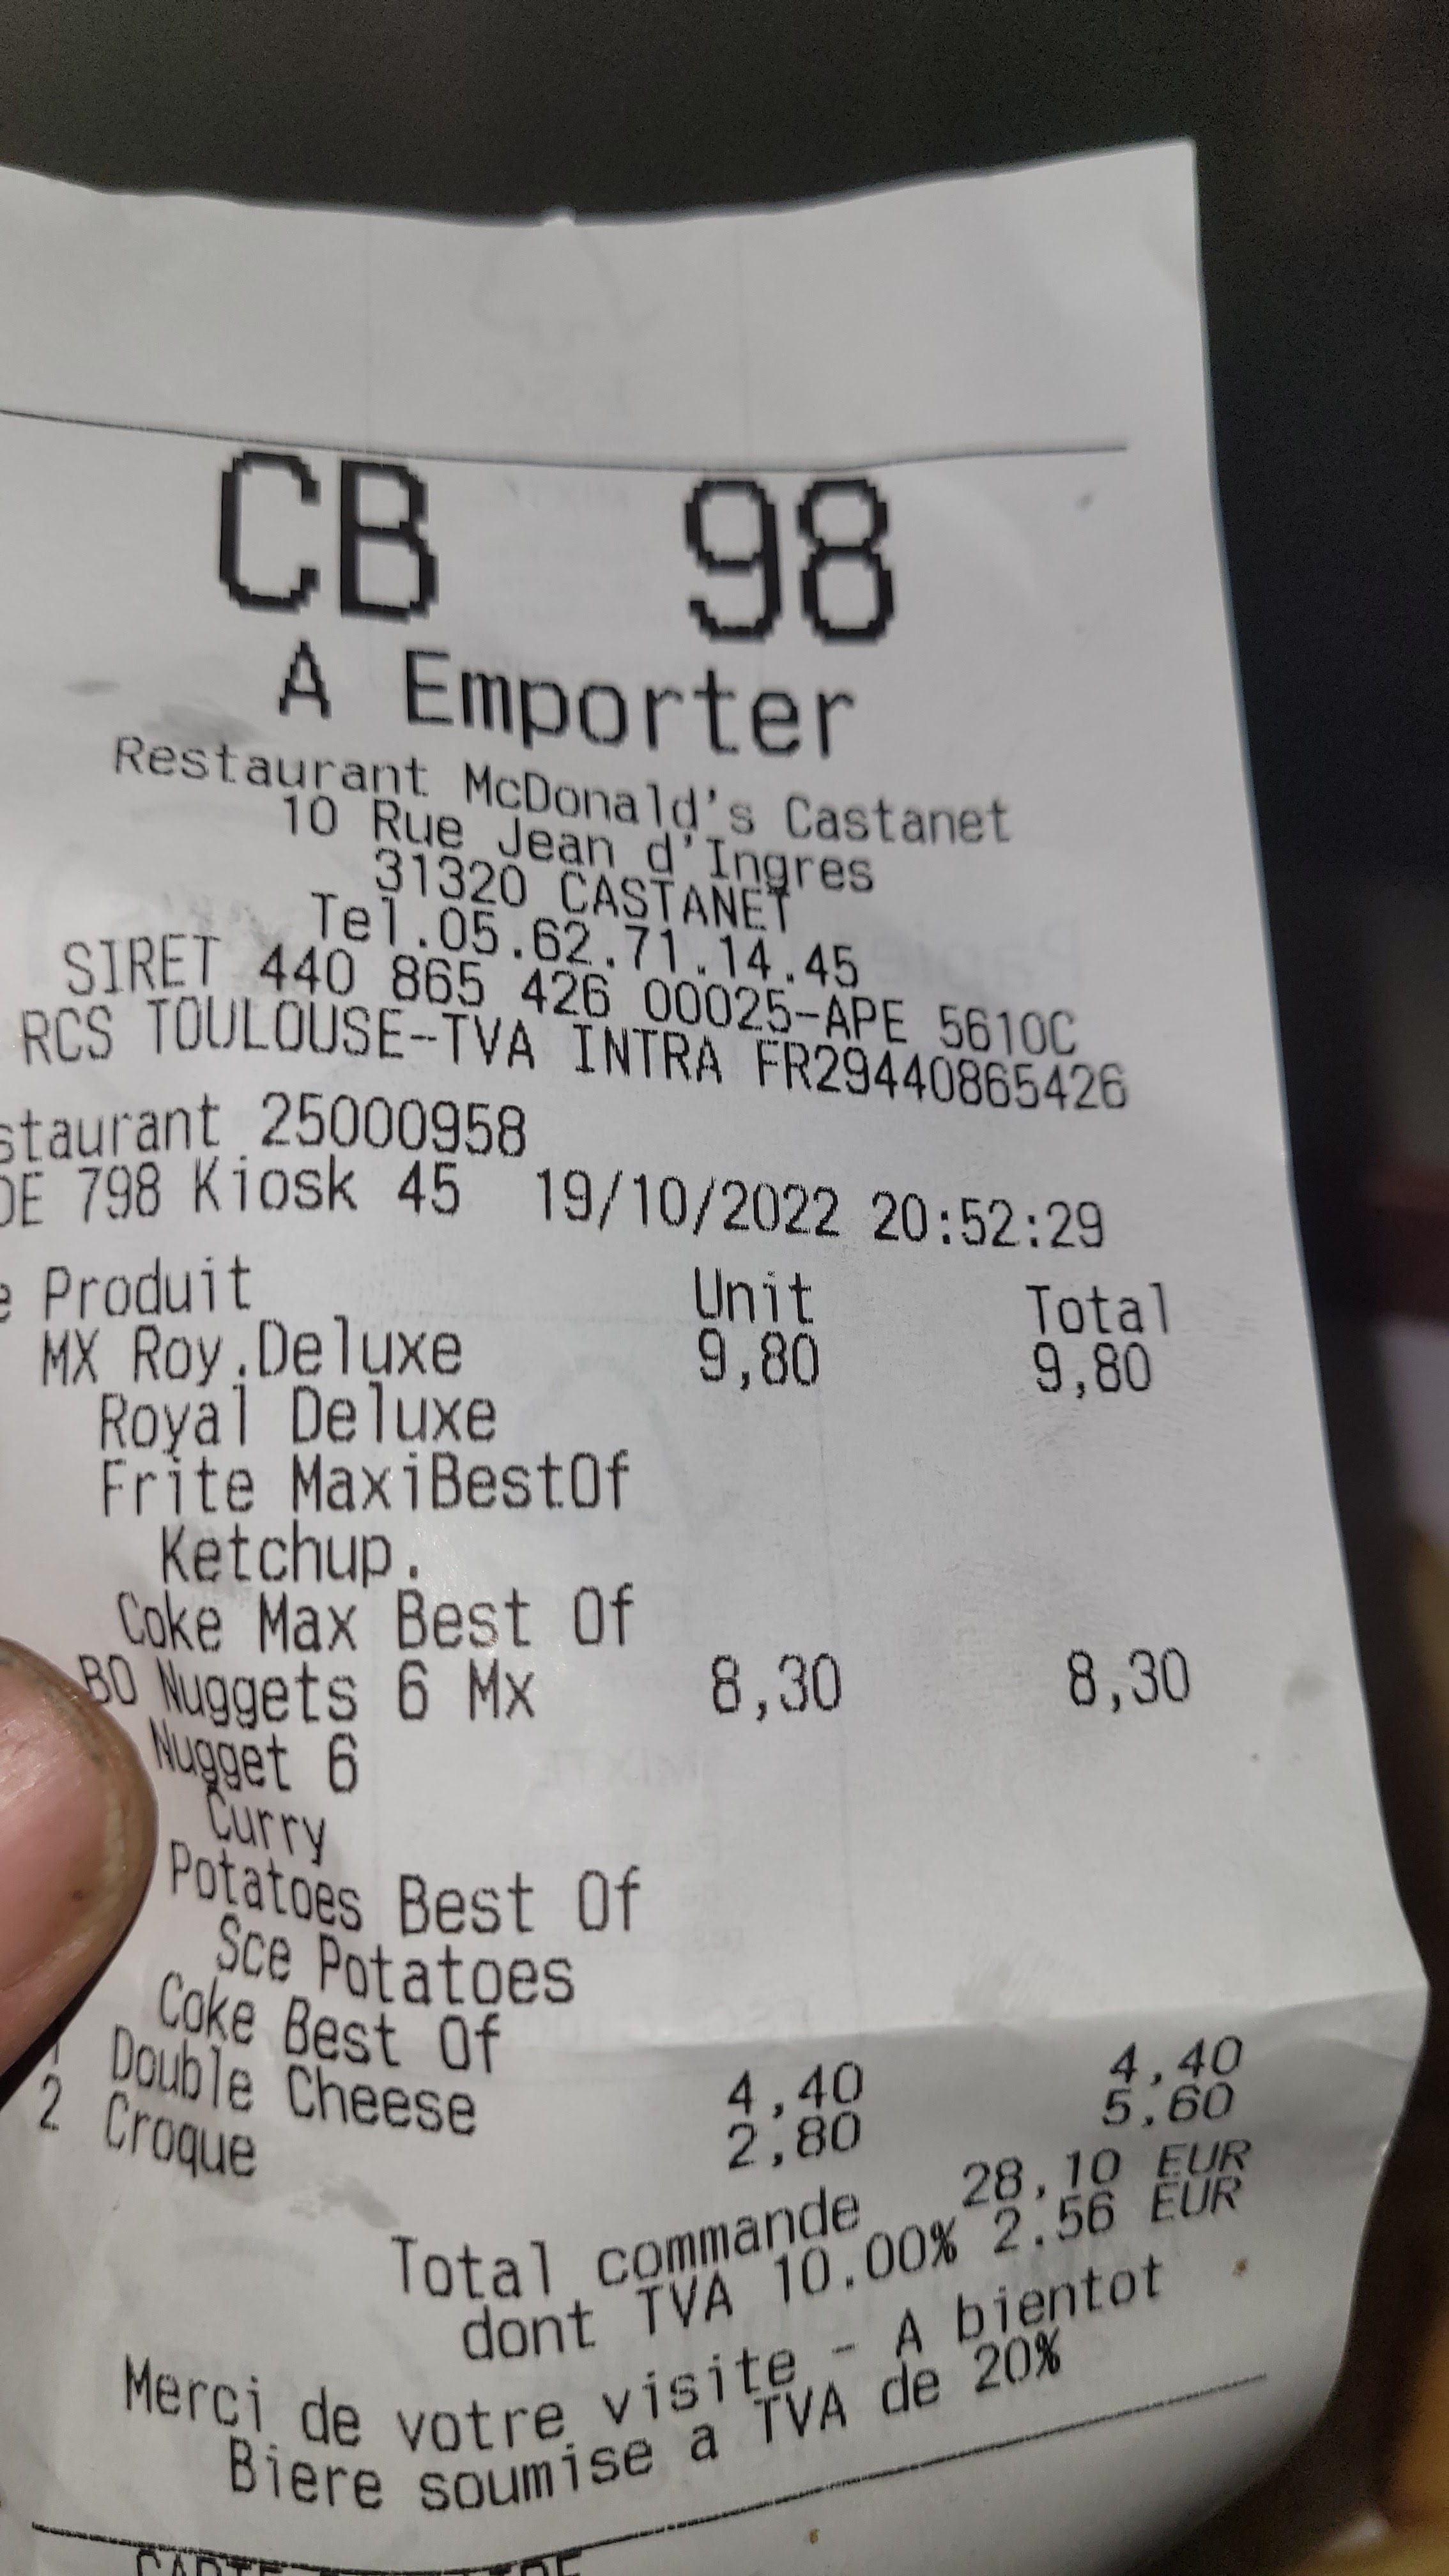 CB 98
A Emporter
Restaurant McDonald's Castanet
10 Rue Jean d'Ingres
31320 CASTANET
Tel.05.62.71.14.45
SIRET 440 865 426 00025-APE 5610C
RCS TOULOUSE-TVA INTRA FR29440865426
staurant 25000958
DE 798 Kiosk 45 19/10/2022 20:52:29
e Produit Unit Total
MX Roy.Deluxe 9,80 9,80
Royal Deluxe
Frite MaxiBestOf
Ketchup.
Coke Max Best Of
BO Nuggets 6 Mx 8,30 8,30
Nugget 6
Curry
Potatoes Best Of
Sce Potatoes
Coke Best Of
1 Double Cheese 4,40 4,40
2 Croque 2,80 5,60
Total commande 28,10 EUR
dont TVA 10.00% 2.56 EUR
Merci de votre visite - A bientot
Biere soumise a TVA de 20%